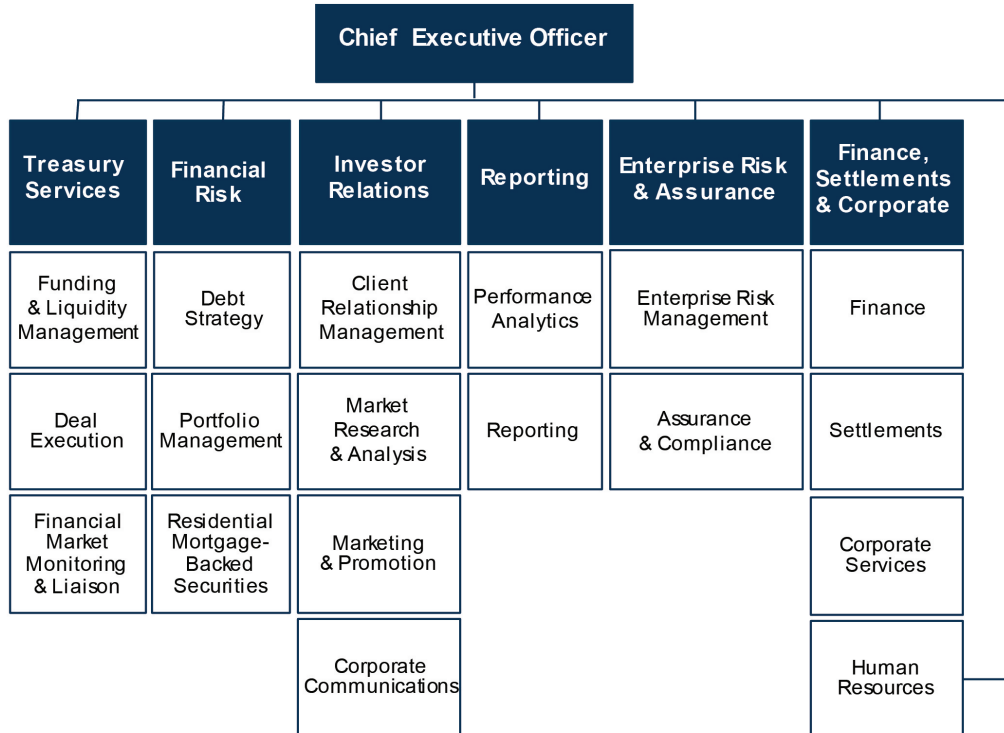 Chief Executive Officer
Treasury
Services
Financial
Risk
Investor
Relations
Reporting
Enterprise Risk
& Assurance
Finance,
Settlements
& Corporate
Funding
& Liquidity
Management
Debt
Strategy
Client
Relationship
Management
Performance
Analytics
Enterprise Risk
Management
Finance
Deal
Execution
Portfolio
Management
Market
Research
& Analysis
Reporting
Assurance
& Compliance
Settlements
Financial
Market
Monitoring
& Liaison
Residential
Mortgage-
Backed
Securities
Marketing
& Promotion
Corporate
Services
Corporate
Communications
Human
Resources